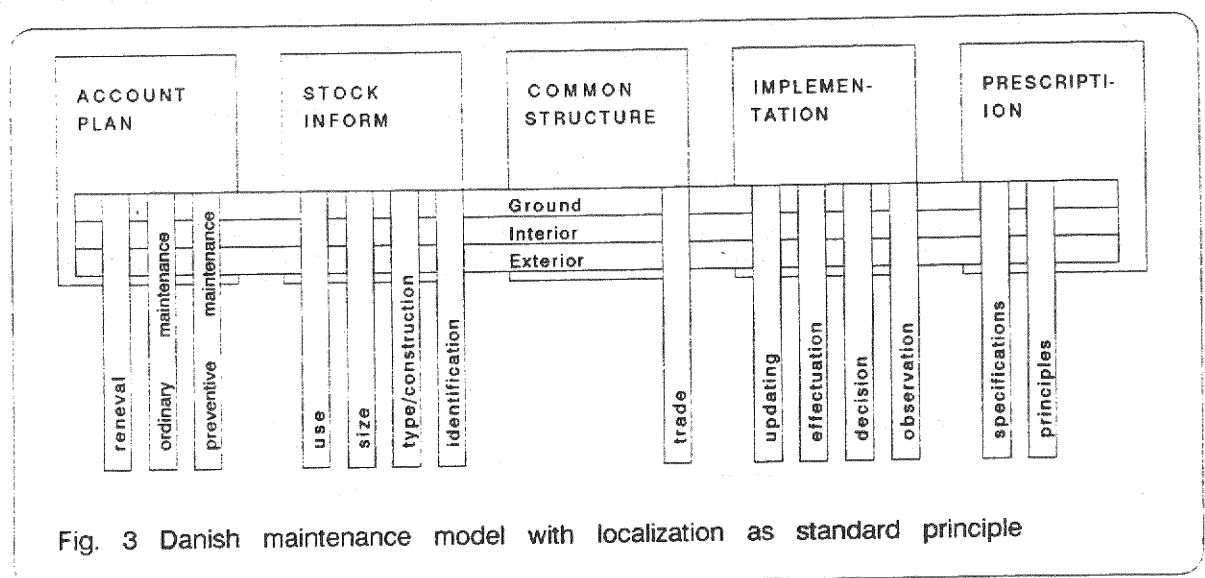 ACCOUNT
PLAN
STOCK
INFORM
COMMON
STRUCTURE
IMPLEMEN-
TATION
PRESCRIPTI-
ION
Ground
Interior
Exterior
reneval
ordinary maintenance
preventive maintenance
use
size
type/construction
identification
trade
updating
effectuation
decision
observation
specifications
principles
Fig. 3 Danish maintenance model with localization as standard principle